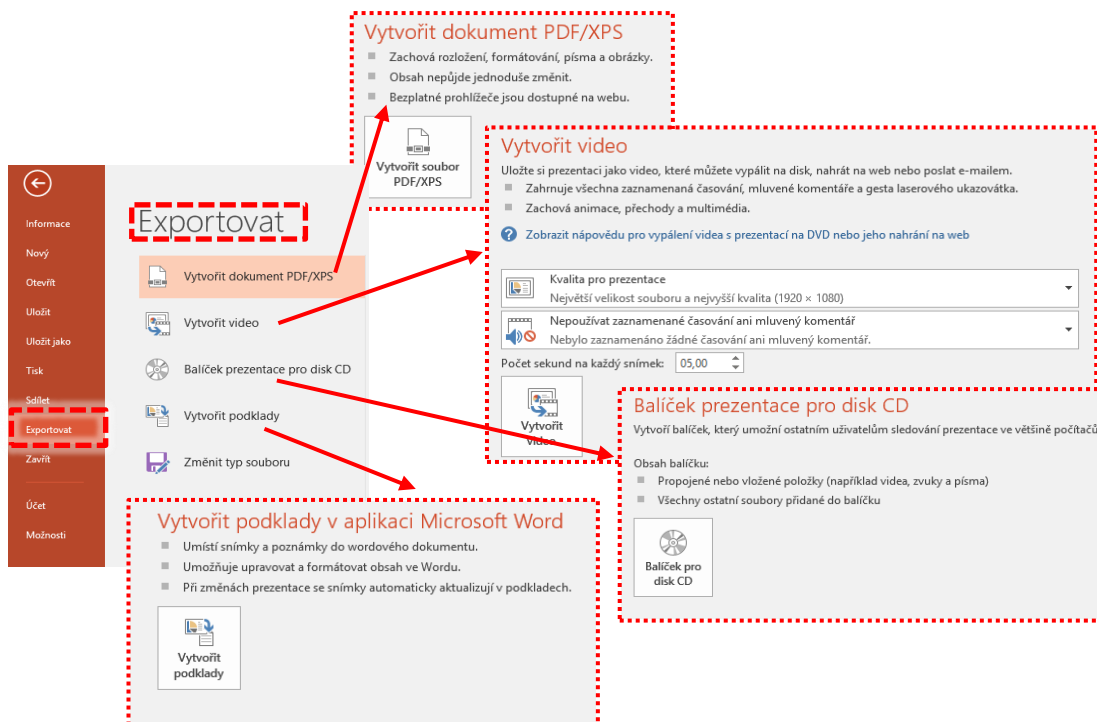 Vytvořit dokument PDF/XPS
Zachová rozložení, formátování, písma a obrázky.
Obsah nepůjde jednoduše změnit.
Bezplatné prohlížeče jsou dostupné na webu.
Vytvořit soubor
PDF/XPS
Informace
Nový
Otevřít
Uložit
Uložit jako
Tisk
Sdílet
Exportovat
Zavřít
Účet
Možnosti
Exportovat
Vytvořit dokument PDF/XPS
Vytvořit video
Balíček prezentace pro disk CD
Vytvořit podklady
Změnit typ souboru
Vytvořit video
Uložte si prezentaci jako video, které můžete vypálit na disk, nahrát na web nebo poslat e-mailem.
Zahrnuje všechna zaznamenaná časování, mluvené komentáře a gesta laserového ukazovátka.
Zachová animace, přechody a multimédia.
Zobrazit nápovědu pro vypálení videa s prezentací na DVD nebo jeho nahrání na web
Kvalita pro prezentace
Největší velikost souboru a nejvyšší kvalita (1920 × 1080)
Nepoužívat zaznamenané časování ani mluvený komentář
Nebylo zaznamenáno žádné časování ani mluvený komentář.
Počet sekund na každý snímek: 05,00
Vytvořit
video
Balíček prezentace pro disk CD
Vytvoří balíček, který umožní ostatním uživatelům sledování prezentace ve většině počítačů
Obsah balíčku:
Propojené nebo vložené položky (například videa, zvuky a písma)
Všechny ostatní soubory přidané do balíčku
Balíček pro
disk CD
Vytvořit podklady v aplikaci Microsoft Word
Umístí snímky a poznámky do wordového dokumentu.
Umožňuje upravovat a formátovat obsah ve Wordu.
Při změnách prezentace se snímky automaticky aktualizují v podkladech.
Vytvořit
podklady